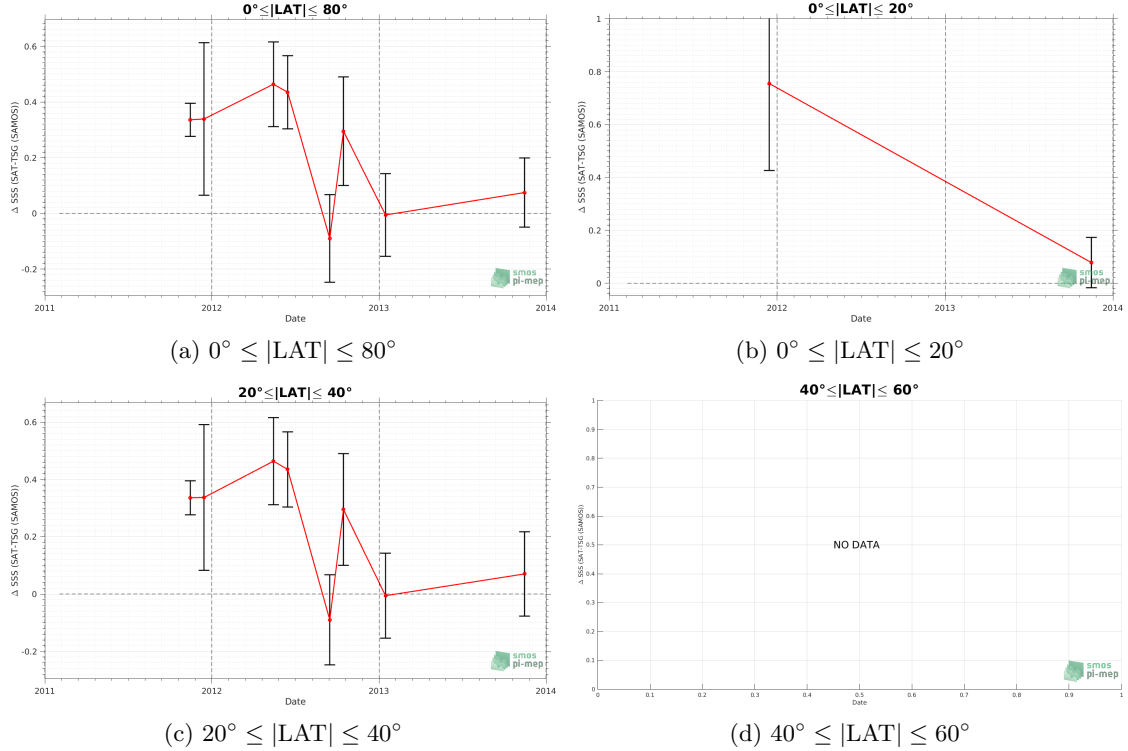 0°≤|LAT|≤ 80°
Δ SSS (SAT-TSG (SAMOS))
0.6
0.4
0.2
0
-0.2
2011
2012
2013
2014
Date
smos
pi-mep
(a) 0° ≤ |LAT| ≤ 80°
0°≤|LAT|≤ 20°
Δ SSS (SAT-TSG (SAMOS))
1
0.8
0.6
0.4
0.2
0
2011
2012
2013
2014
Date
smos
pi-mep
(b) 0° ≤ |LAT| ≤ 20°
20°≤|LAT|≤ 40°
Δ SSS (SAT-TSG (SAMOS))
0.6
0.4
0.2
0
-0.2
2011
2012
2013
2014
Date
smos
pi-mep
(c) 20° ≤ |LAT| ≤ 40°
40°≤|LAT|≤ 60°
Δ SSS (SAT-TSG (SAMOS))
1
0.9
0.8
0.7
0.6
0.5
0.4
0.3
0.2
0.1
0
NO DATA
0
0.1
0.2
0.3
0.4
0.5
0.6
0.7
0.8
0.9
1
Date
smos
pi-mep
(d) 40° ≤ |LAT| ≤ 60°